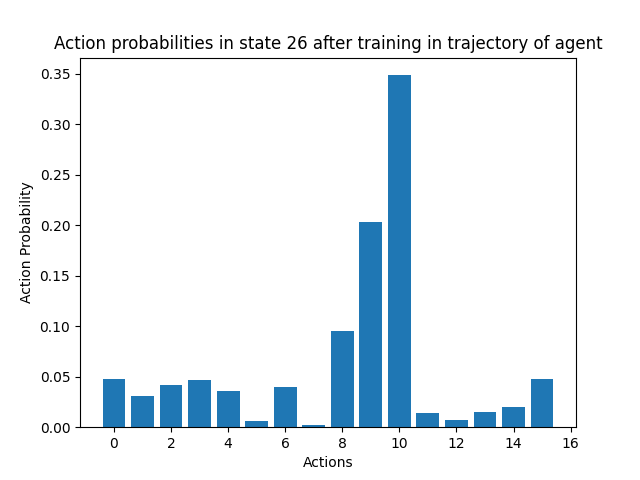 Action probabilities in state 26 after training in trajectory of agent
0.35
0.30
0.25
0.20
0.15
0.10
0.05
0.00
Action Probability
0 2 4 6 8 10 12 14 16
Actions